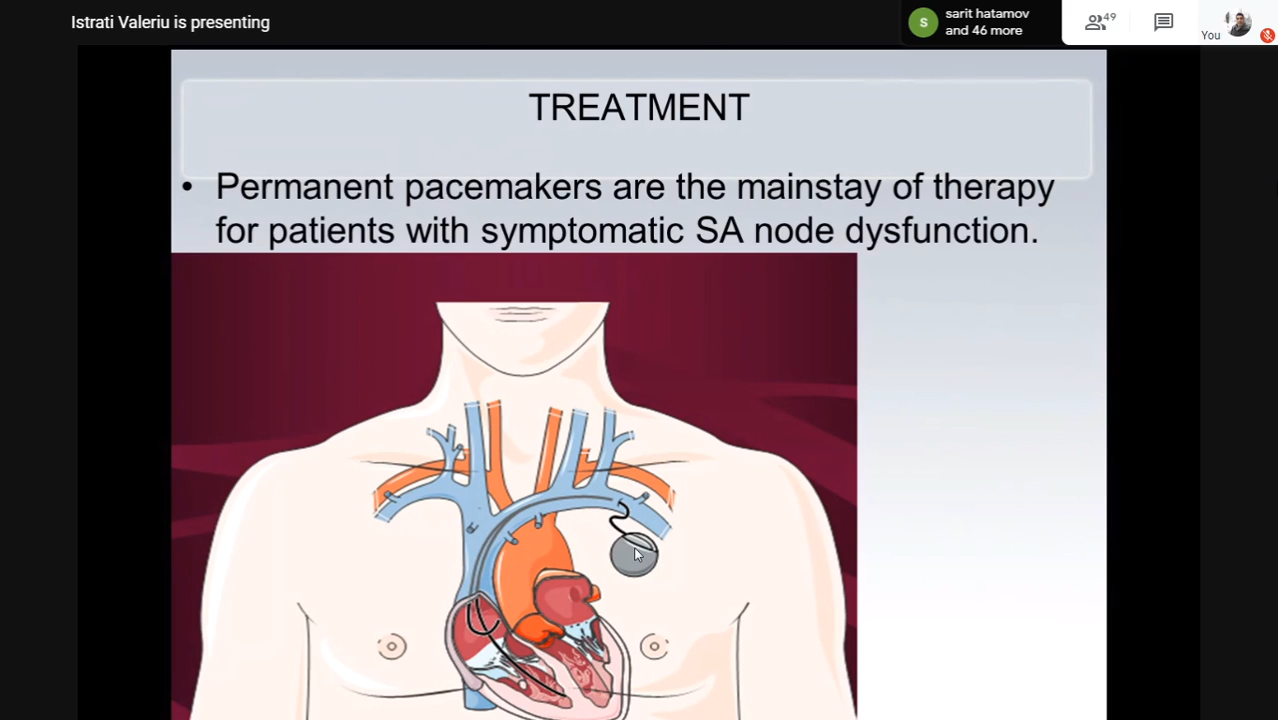 Istrati Valeriu is presenting
S
sarit hatamov
and 46 more
49
You
TREATMENT
• Permanent pacemakers are the mainstay of therapy
for patients with symptomatic SA node dysfunction.